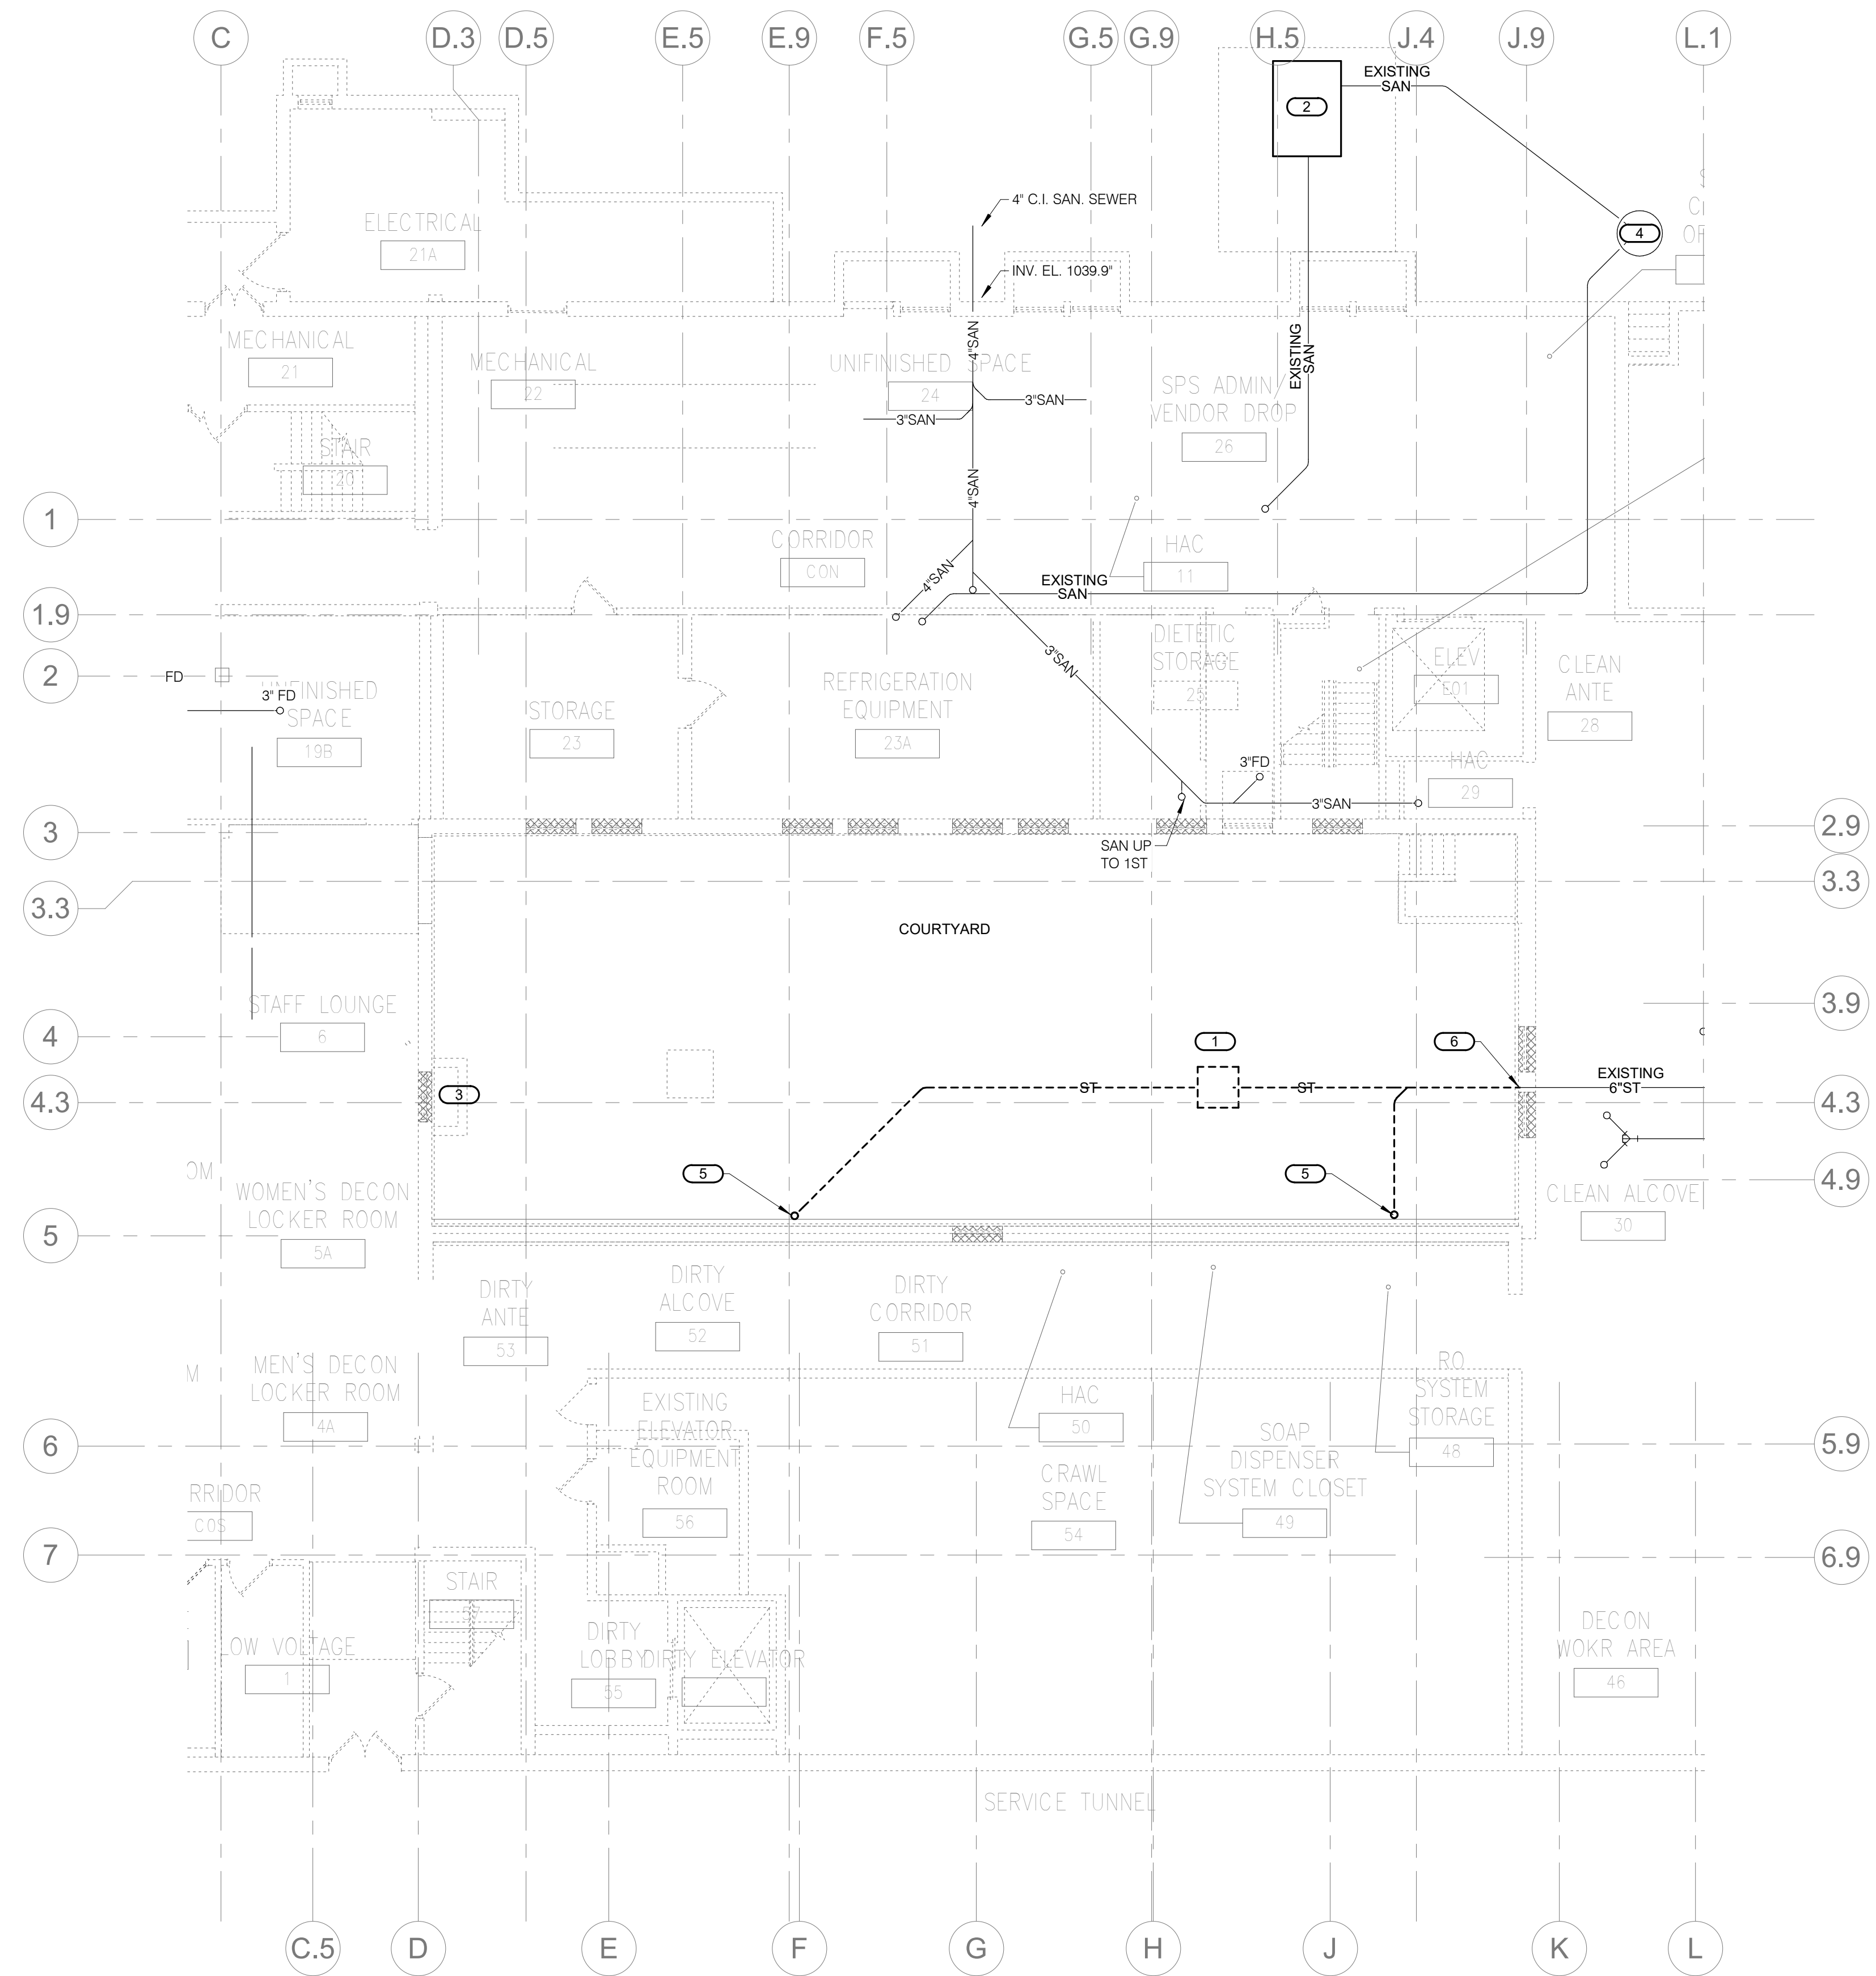 C
D.3
D.5
E.5
E.9
F.5
G.5
G.9
H.5
J.4
J.9
L.1
EXISTING
SAN
2
4" C.I. SAN. SEWER
4
ELECTRICAL
21A
INV. EL. 1039.9"
MECHANICAL
21
MECHANICAL
22
UNIFINISHED SPACE
24
4"SAN
3"SAN
3"SAN
EXISTING
SAN
SPS ADMIN/
VENDOR DROP
26
STAIR
20
4"SAN
1
CORRIDOR
CON
HAC
11
4"SAN
EXISTING
SAN
1.9
2
FD
3" FD
UNFINISHED
SPACE
19B
STORAGE
23
REFRIGERATION
EQUIPMENT
23A
3"SAN
DIETETIC
STORAGE
25
ELEV
E01
CLEAN
ANTE
28
3"FD
HAC
29
3"SAN
3
2.9
SAN UP
TO 1ST
3.3
3.3
COURTYARD
STAFF LOUNGE
6
4
3.9
1
6
EXISTING
6"ST
3
ST
ST
4.3
4.3
5
5
OM
WOMEN'S DECON
LOCKER ROOM
5A
CLEAN ALCOVE
30
4.9
5
DIRTY
ANTE
53
DIRTY
ALCOVE
52
DIRTY
CORRIDOR
51
M
MEN'S DECON
LOCKER ROOM
4A
EXISTING
ELEVATOR
EQUIPMENT
ROOM
56
HAC
50
RO
SYSTEM
STORAGE
48
6
5.9
SOAP
DISPENSER
SYSTEM CLOSET
49
CRAWL
SPACE
54
RRIDOR
COS
7
6.9
STAIR
57
LOW VOLTAGE
1
DIRTY
LOBBY
55
DIRTY ELEVATOR
DECON
WOKR AREA
46
SERVICE TUNNEL
C.5
D
E
F
G
H
J
K
L